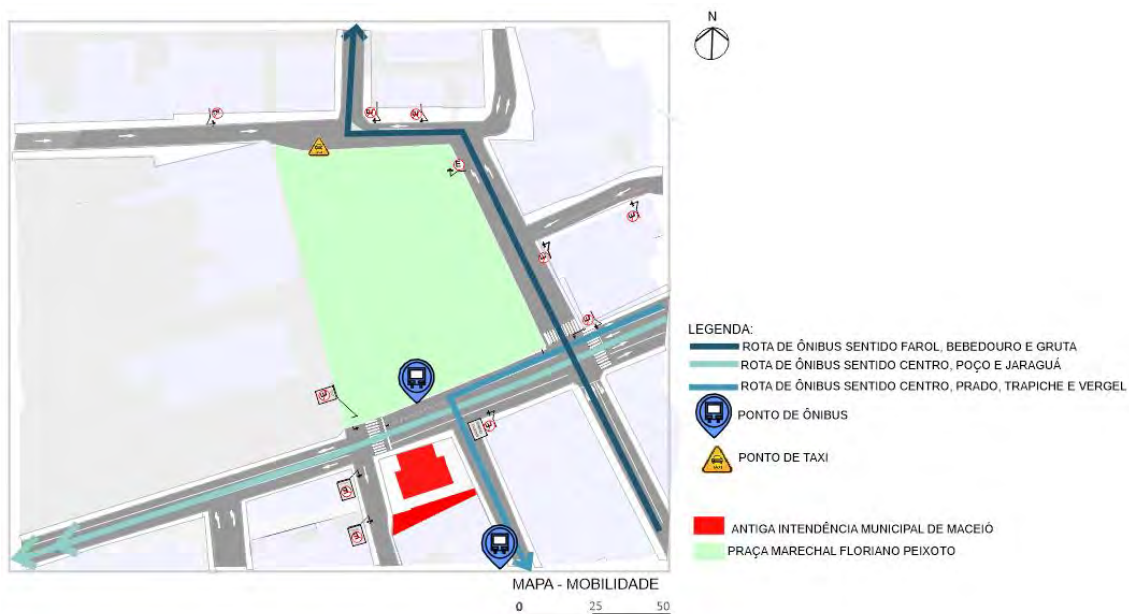 N
LEGENDA:
ROTA DE ÔNIBUS SENTIDO FAROL, BEBEDOURO E GRUTA
ROTA DE ÔNIBUS SENTIDO CENTRO, POÇO E JARAGUÁ
ROTA DE ÔNIBUS SENTIDO CENTRO, PRADO, TRAPICHE E VERGEL
PONTO DE ÔNIBUS
PONTO DE TAXI
ANTIGA INTENDÊNCIA MUNICIPAL DE MACEIÓ
PRAÇA MARECHAL FLORIANO PEIXOTO
MAPA - MOBILIDADE
0 25 50